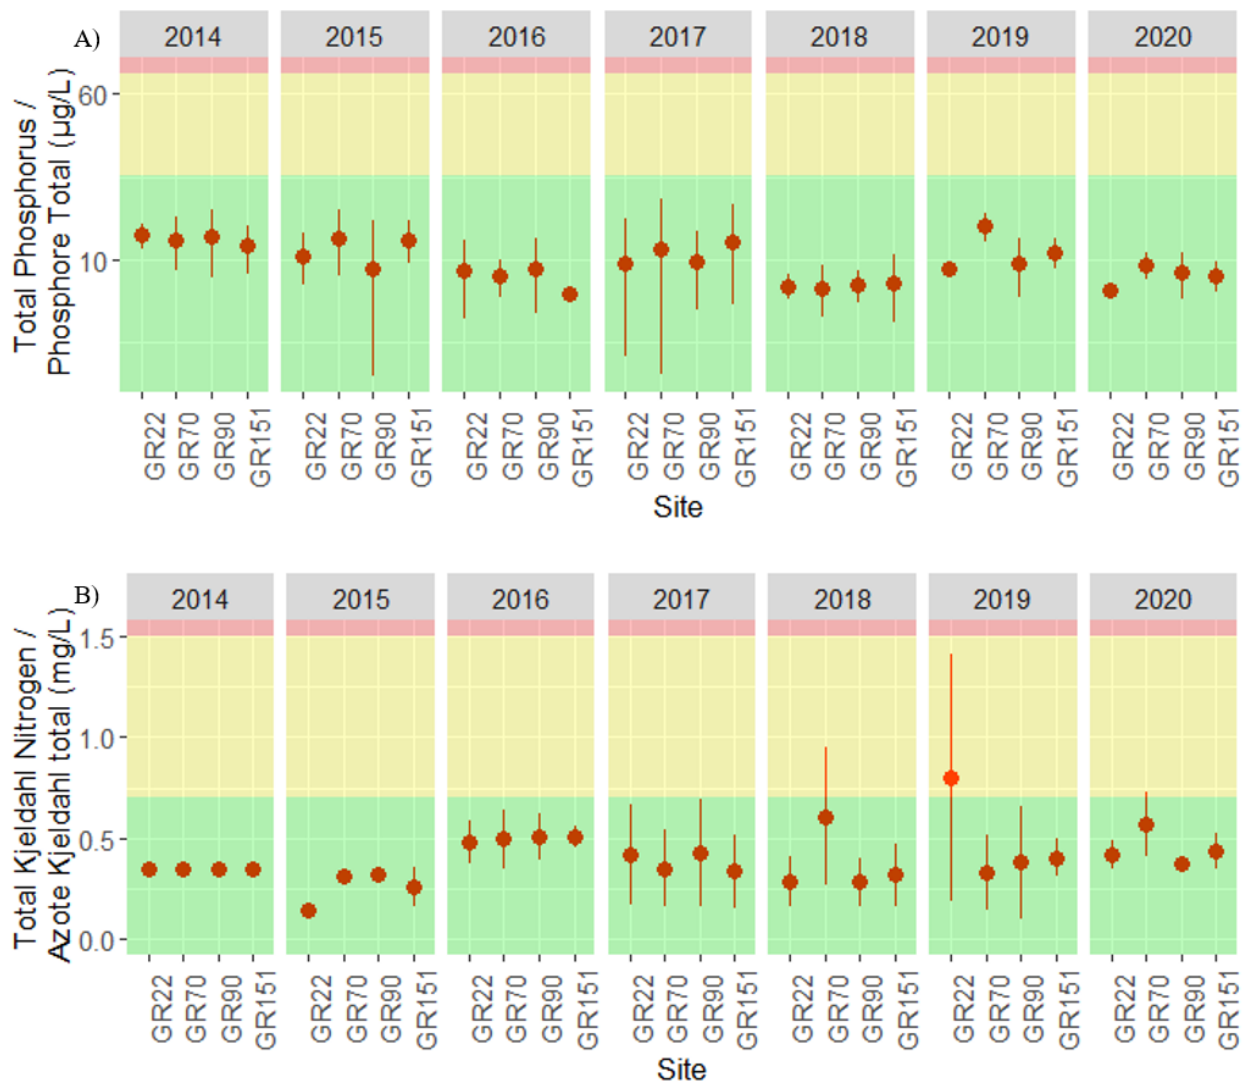 A)
2014 2015 2016 2017 2018 2019 2020
Total Phosphorus /
Phosphore Total (µg/L)
60
10
GR22 GR70 GR90 GR151 GR22 GR70 GR90 GR151 GR22 GR70 GR90 GR151 GR22 GR70 GR90 GR151 GR22 GR70 GR90 GR151 GR22 GR70 GR90 GR151 GR22 GR70 GR90 GR151
Site
B)
2014 2015 2016 2017 2018 2019 2020
Total Kjeldahl Nitrogen /
Azote Kjeldahl total (mg/L)
1.5
1.0
0.5
0.0
GR22 GR70 GR90 GR151 GR22 GR70 GR90 GR151 GR22 GR70 GR90 GR151 GR22 GR70 GR90 GR151 GR22 GR70 GR90 GR151 GR22 GR70 GR90 GR151 GR22 GR70 GR90 GR151
Site